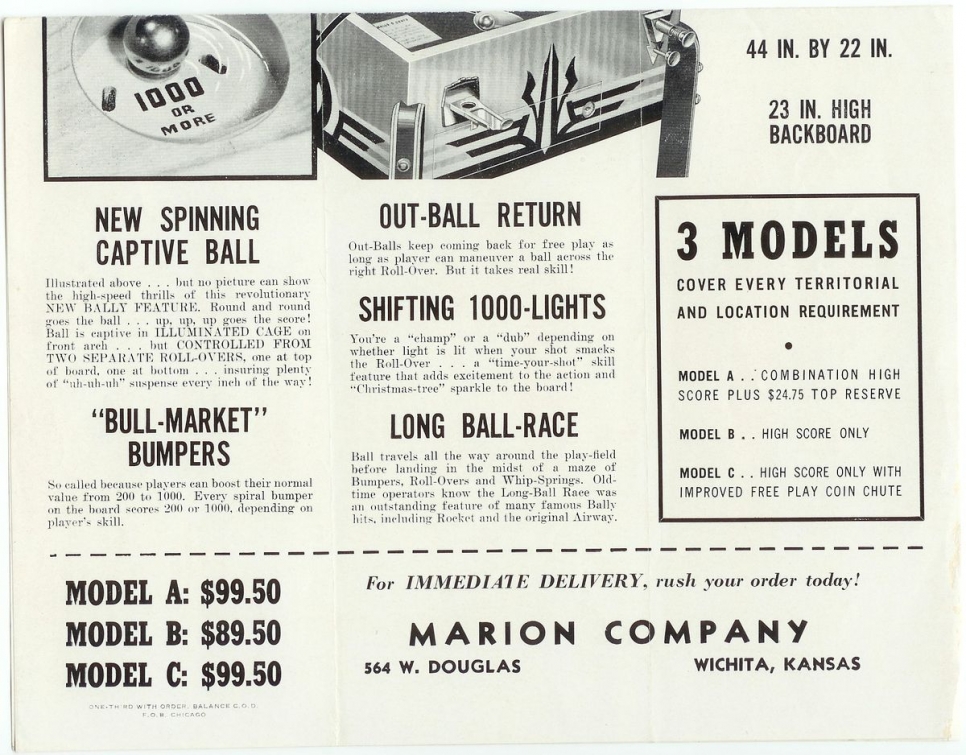 1000
OR
MORE
44 IN. BY 22 IN.
23 IN. HIGH
BACKBOARD
NEW SPINNING
CAPTIVE BALL
Illustrated above . . . but no picture can show
the high-speed thrills of this revolutionary
NEW BALLY FEATURE. Round and round
goes the ball . . . up, up, up goes the score!
Ball is captive in ILLUMINATED CAGE on
front arch . . . but CONTROLLED FROM
TWO SEPARATE ROLL-OVERS, one at top
of board, one at bottom . . . insuring plenty
of "uh-uh-uh" suspense every inch of the way!
"BULL-MARKET"
BUMPERS
So called because players can boost their normal
value from 200 to 1000. Every spiral bumper
on the board scores 200 or 1000, depending on
player's skill.
OUT-BALL RETURN
Out-Balls keep coming back for free play as
long as player can maneuver a ball across the
right Roll-Over. But it takes real skill!
SHIFTING 1000-LIGHTS
You're a "champ" or a "dub" depending on
whether light is lit when your shot smacks
the Roll-Over . . . a "time-your-shot" skill
feature that adds excitement to the action and
"Christmas-tree" sparkle to the board!
LONG BALL-RACE
Ball travels all the way around the play-field
before landing in the midst of a maze of
Bumpers, Roll-Overs and Whip-Springs. Old-
time operators know the Long-Ball Race was
an outstanding feature of many famous Bally
hits, including Rocket and the original Airway.
3 MODELS
COVER EVERY TERRITORIAL
AND LOCATION REQUIREMENT
•
MODEL A . . COMBINATION HIGH
SCORE PLUS $24.75 TOP RESERVE
MODEL B . . HIGH SCORE ONLY
MODEL C . . HIGH SCORE ONLY WITH
IMPROVED FREE PLAY COIN CHUTE
MODEL A: $99.50
MODEL B: $89.50
MODEL C: $99.50
ONE-THIRD WITH ORDER, BALANCE C.O.D.
F.O.B. CHICAGO
For IMMEDIATE DELIVERY, rush your order today!
MARION COMPANY
564 W. DOUGLAS
WICHITA, KANSAS